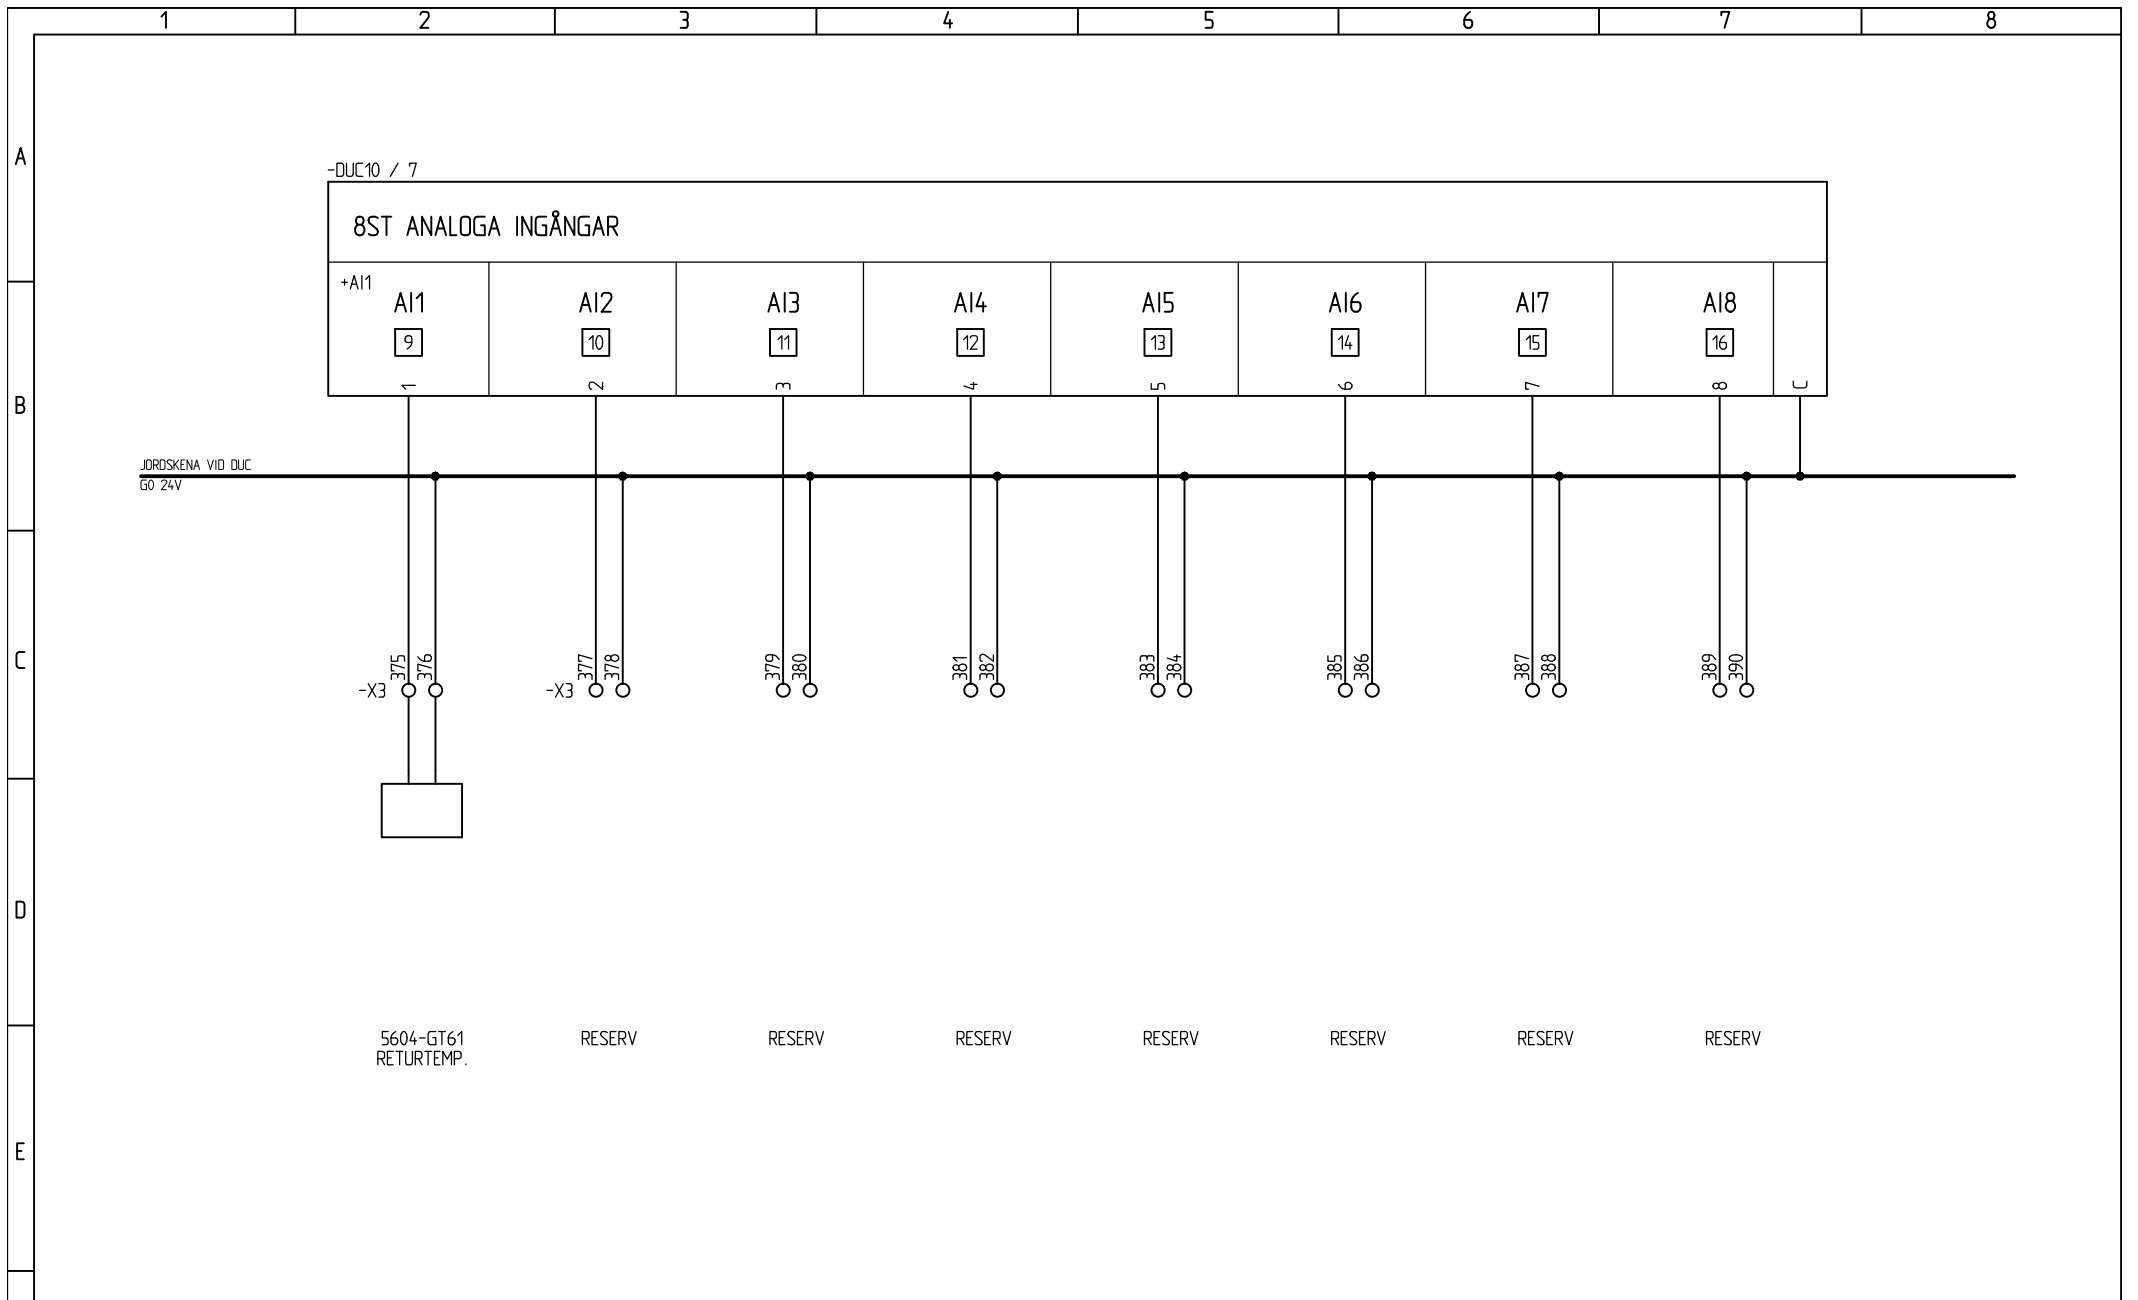 1 2 3 4 5 6 7 8
A
-DUC10 / 7
8ST ANALOGA INGÅNGAR
+AI1
AI1 AI2 AI3 AI4 AI5 AI6 AI7 AI8
9 10 11 12 13 14 15 16
1 2 3 4 5 6 7 8 C
B
JORDSKENA VID DUC
G0 24V
C
375 376 377 378 379 380 381 382 383 384 385 386 387 388 389 390
-X3 -X3
D
5604-GT61 RESERV RESERV RESERV RESERV RESERV RESERV RESERV
RETURTEMP.
E